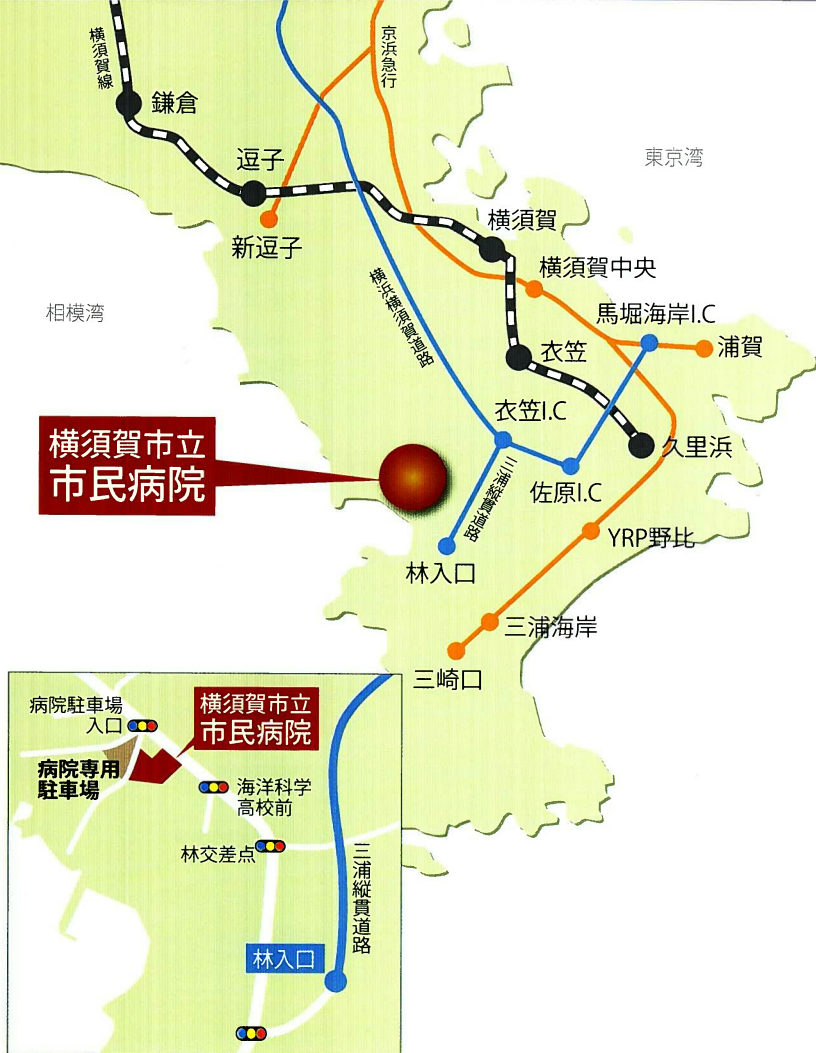 横須賀線
京浜急行
鎌倉
東京湾
逗子
新逗子
横須賀
横須賀中央
横浜横須賀道路
相模湾
馬堀海岸I.C
浦賀
衣笠
衣笠I.C
久里浜
横須賀市立
市民病院
三浦縦貫道路
佐原I.C
YRP野比
林入口
三浦海岸
三崎口
病院駐車場
入口
横須賀市立
市民病院
病院専用
駐車場
海洋科学
高校前
林交差点
三浦縦貫道路
林入口